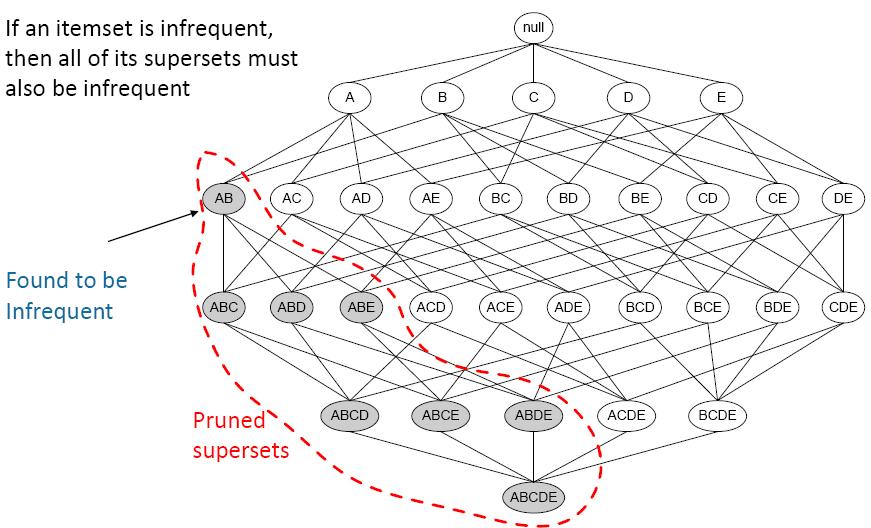 If an itemset is infrequent,
then all of its supersets must
also be infrequent
null
A B C D E
AB AC AD AE BC BD BE CD CE DE
Found to be
Infrequent
ABC ABD ABE ACD ACE ADE BCD BCE BDE CDE
Pruned
supersets
ABCD ABCE ABDE ACDE BCDE
ABCDE